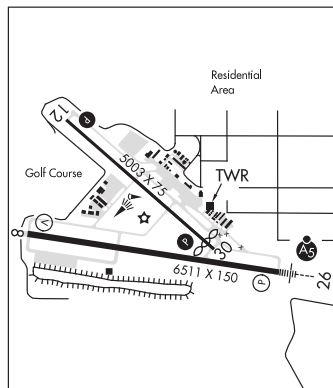 Residential
Area
12
P
5003 X 75
TWR
Golf Course
8
V
P
30
A5
6511 X 150
P
26